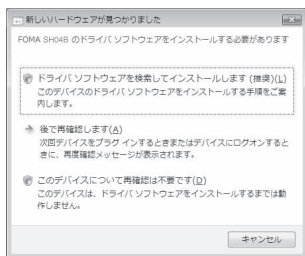 新しいハードウェアが見つかりました
FOMA SH04B のドライバ ソフトウェアをインストールする必要があります
ドライバ ソフトウェアを検索してインストールします (推奨)(L)
このデバイスのドライバ ソフトウェアをインストールする手順をご案
内します。
後で再確認します(A)
次回デバイスをプラグ インするときまたはデバイスにログオンすると
きに、再度確認メッセージが表示されます。
このデバイスについて再確認は不要です(D)
このデバイスは、ドライバ ソフトウェアをインストールするまでは動
作しません。
キャンセル